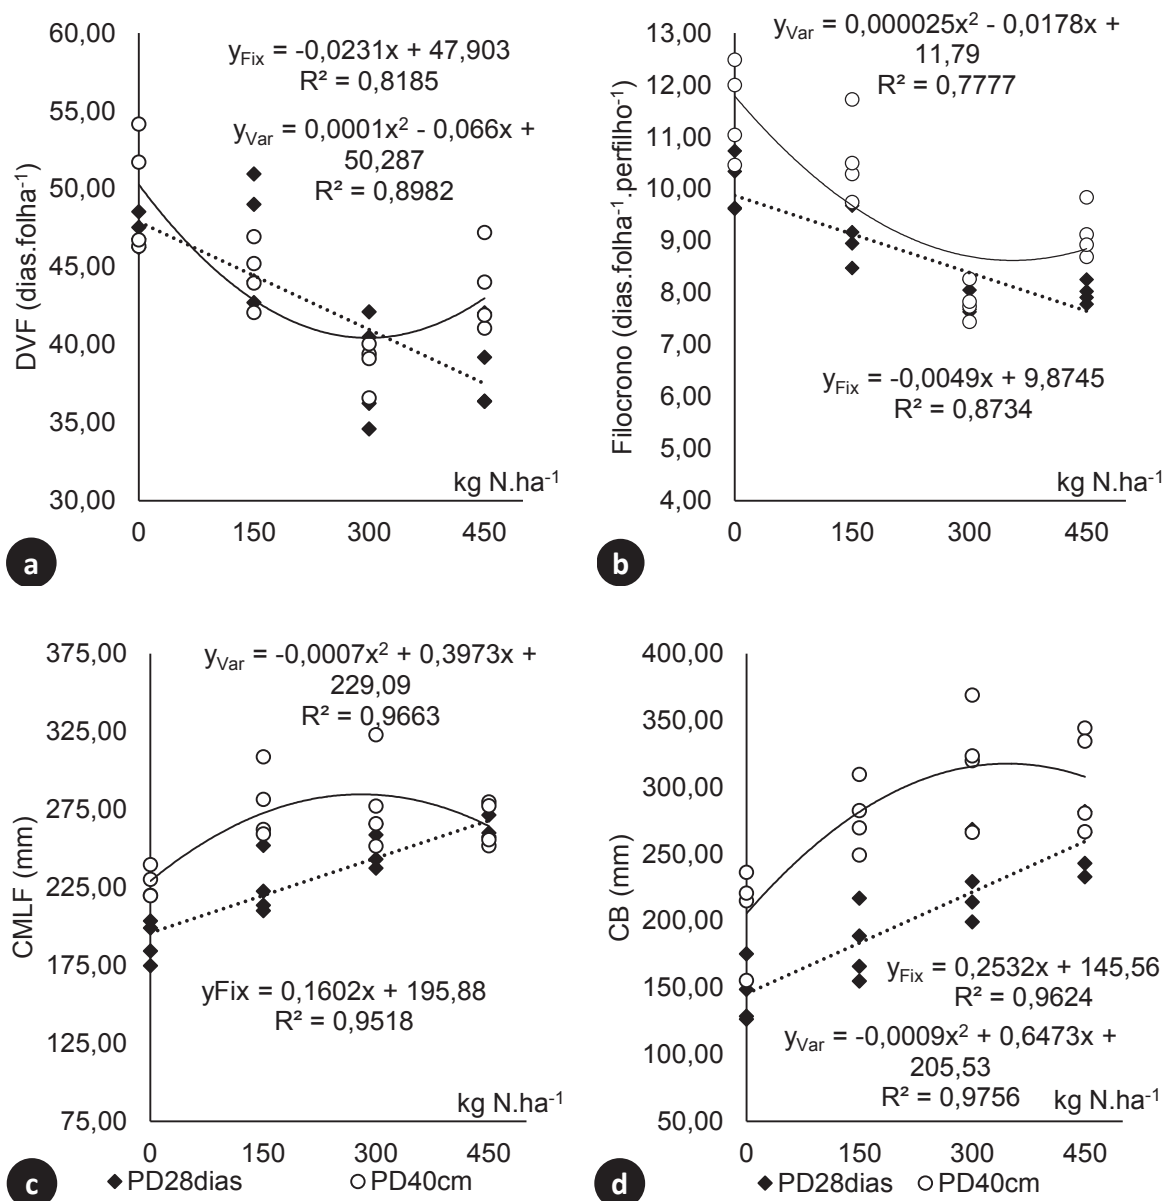 60,00
55,00
50,00
45,00
40,00
35,00
30,00
DVF (dias.folha⁻¹)
y_Fix = -0,0231x + 47,903
R² = 0,8185
y_Var = 0,0001x² - 0,066x +
50,287
R² = 0,8982
kg N.ha⁻¹
0 150 300 450
a
13,00
12,00
11,00
10,00
9,00
8,00
7,00
6,00
5,00
4,00
Filocrono (dias.folha⁻¹.perfilho⁻¹)
y_Var = 0,000025x² - 0,0178x +
11,79
R² = 0,7777
y_Fix = -0,0049x + 9,8745
R² = 0,8734
kg N.ha⁻¹
0 150 300 450
b
375,00
325,00
275,00
225,00
175,00
125,00
75,00
CMLF (mm)
y_Var = -0,0007x² + 0,3973x +
229,09
R² = 0,9663
yFix = 0,1602x + 195,88
R² = 0,9518
kg N.ha⁻¹
0 150 300 450
c
PD28dias PD40cm
400,00
350,00
300,00
250,00
200,00
150,00
100,00
50,00
CB (mm)
y_Fix = 0,2532x + 145,56
R² = 0,9624
y_Var = -0,0009x² + 0,6473x +
205,53
R² = 0,9756
kg N.ha⁻¹
0 150 300 450
d
PD28dias PD40cm